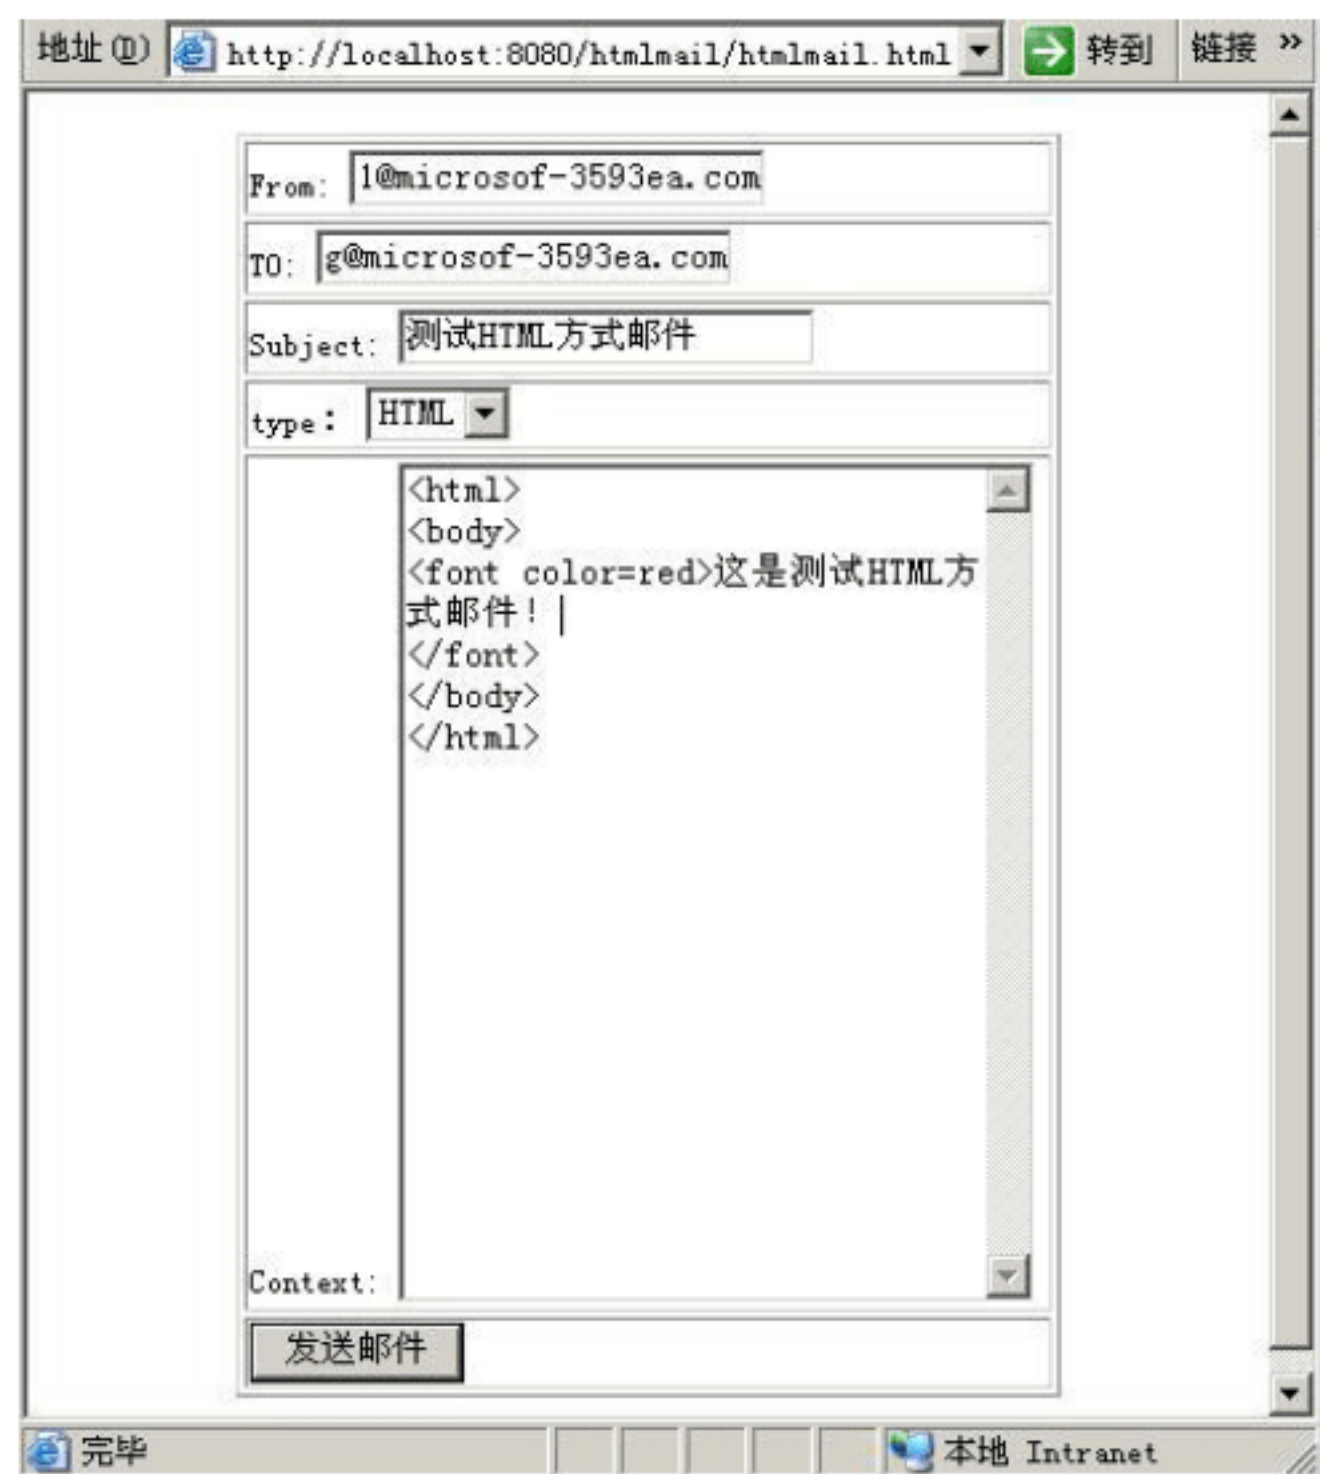 地址(D) http://localhost:8080/htmlmail/htmlmail.html 转到 链接 »
From: 1@microsof-3593ea.com
TO: g@microsof-3593ea.com
Subject: 测试HTML方式邮件
type: HTML
<html>
<body>
<font color=red>这是测试HTML方
式邮件!
</font>
</body>
</html>
Context:
发送邮件
完毕 本地 Intranet